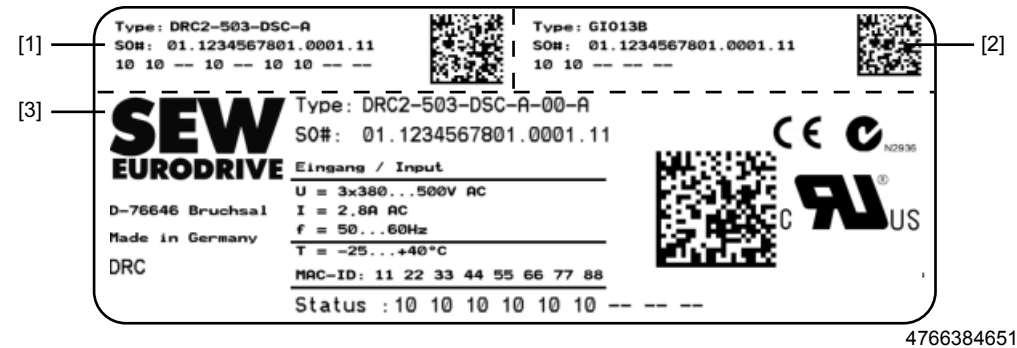 [1]
Type: DRC2-503-DSC-A
SO#: 01.1234567801.0001.11
10 10 -- 10 -- 10 10 -- --
Type: GIO13B
SO#: 01.1234567801.0001.11
10 10 -- -- --
[2]
[3]
SEW
EURODRIVE
D-76646 Bruchsal
Made in Germany
DRC
Type: DRC2-503-DSC-A-00-A
SO#: 01.1234567801.0001.11
Eingang / Input
U = 3x380...500V AC
I = 2,8A AC
f = 50...60Hz
T = -25...+40°C
MAC-ID: 11 22 33 44 55 66 77 88
Status :10 10 10 10 10 10 -- -- --
CE
N2936
C RU® US
4766384651